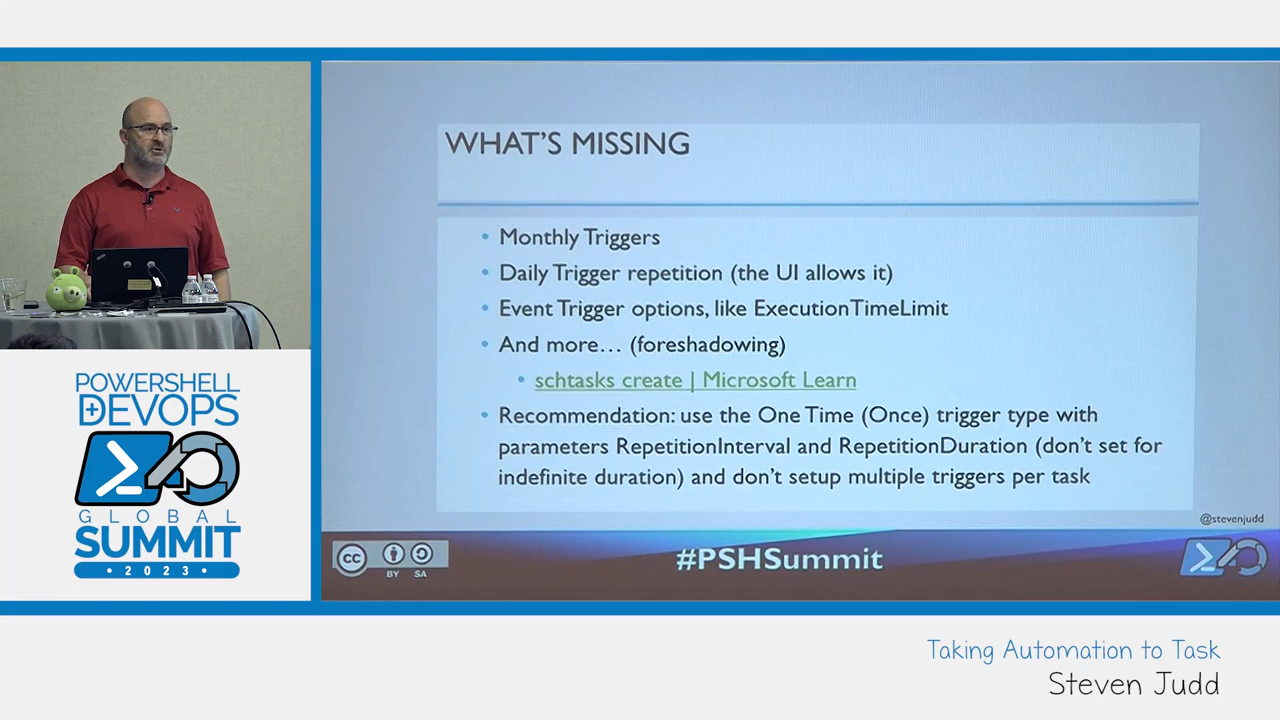 WHAT'S MISSING
• Monthly Triggers
• Daily Trigger repetition (the UI allows it)
• Event Trigger options, like ExecutionTimeLimit
• And more… (foreshadowing)
• schtasks create | Microsoft Learn
• Recommendation: use the One Time (Once) trigger type with
parameters RepetitionInterval and RepetitionDuration (don't set for
indefinite duration) and don't setup multiple triggers per task
@stevenjudd
CC BY SA
#PSHSummit
POWERSHELL
+DEVOPS
GLOBAL
SUMMIT
• 2023 •
Taking Automation to Task
Steven Judd